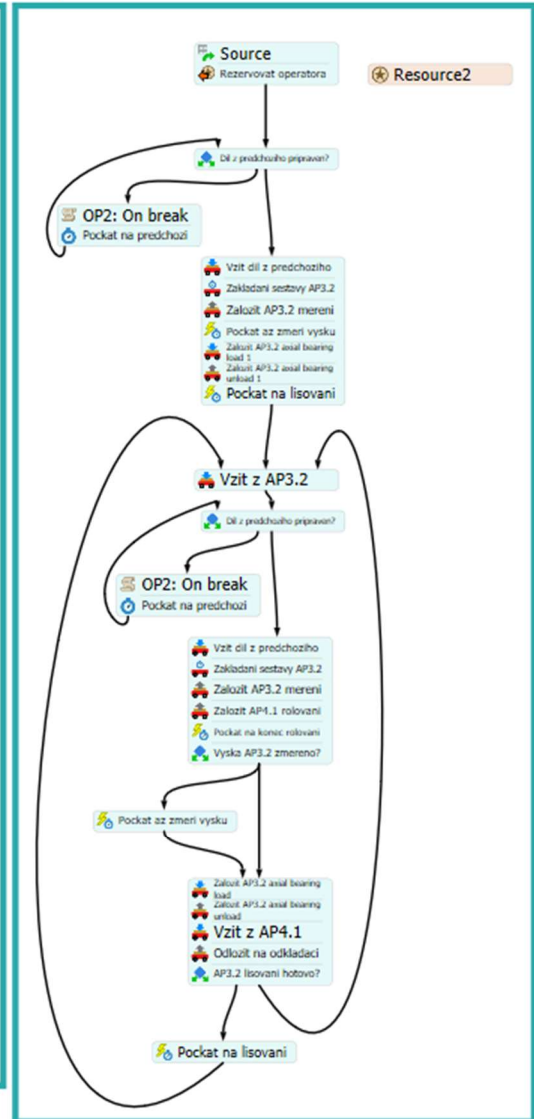 Source
Rezervovat operatora
Resource2
Dil z predchoziho pripraven?
OP2: On break
Pockat na predchozi
Vzit dil z predchoziho
Zakladani sestavy AP3.2
Zalozit AP3.2 mereni
Pockat az zmeri vysku
Zalozit AP3.2 axial bearing
load 1
Zalozit AP3.2 axial bearing
unload 1
Pockat na lisovani
Vzit z AP3.2
Dil z predchoziho pripraven?
OP2: On break
Pockat na predchozi
Vzit dil z predchoziho
Zakladani sestavy AP3.2
Zalozit AP3.2 mereni
Zalozit AP4.1 rolovani
Pockat na konec rolovani
Vyska AP3.2 zmereno?
Pockat az zmeri vysku
Zalozit AP3.2 axial bearing
load
Zalozit AP3.2 axial bearing
unload
Vzit z AP4.1
Odlozit na odkladaci
AP3.2 lisovani hotovo?
Pockat na lisovani